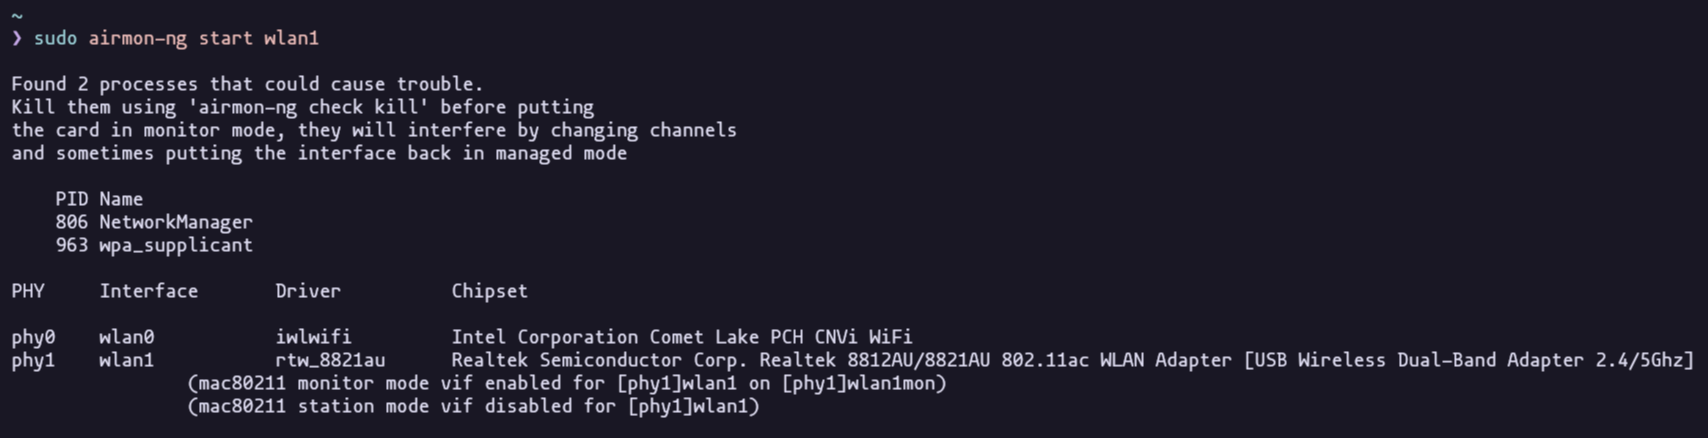 ~
❯ sudo airmon-ng start wlan1
Found 2 processes that could cause trouble.
Kill them using 'airmon-ng check kill' before putting
the card in monitor mode, they will interfere by changing channels
and sometimes putting the interface back in managed mode
PID Name
806 NetworkManager
963 wpa_supplicant
PHY Interface Driver Chipset
phy0 wlan0 iwlwifi Intel Corporation Comet Lake PCH CNVi WiFi
phy1 wlan1 rtw_8821au Realtek Semiconductor Corp. Realtek 8812AU/8821AU 802.11ac WLAN Adapter [USB Wireless Dual-Band Adapter 2.4/5Ghz]
(mac80211 monitor mode vif enabled for [phy1]wlan1 on [phy1]wlan1mon)
(mac80211 station mode vif disabled for [phy1]wlan1)